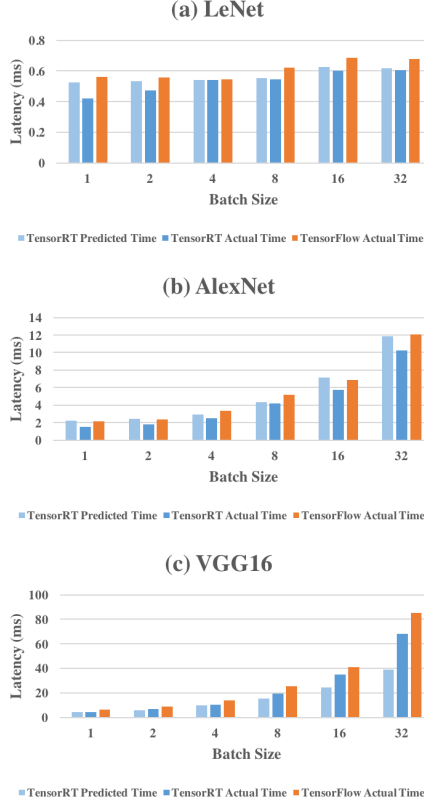 (a) LeNet
0.8
0.6
0.4
0.2
0
Latency (ms)
1 2 4 8 16 32
Batch Size
TensorRT Predicted Time TensorRT Actual Time TensorFlow Actual Time
(b) AlexNet
14
12
10
8
6
4
2
0
Latency (ms)
1 2 4 8 16 32
Batch Size
TensorRT Predicted Time TensorRT Actual Time TensorFlow Actual Time
(c) VGG16
100
80
60
40
20
0
Latency (ms)
1 2 4 8 16 32
Batch Size
TensorRT Predicted Time TensorRT Actual Time TensorFlow Actual Time